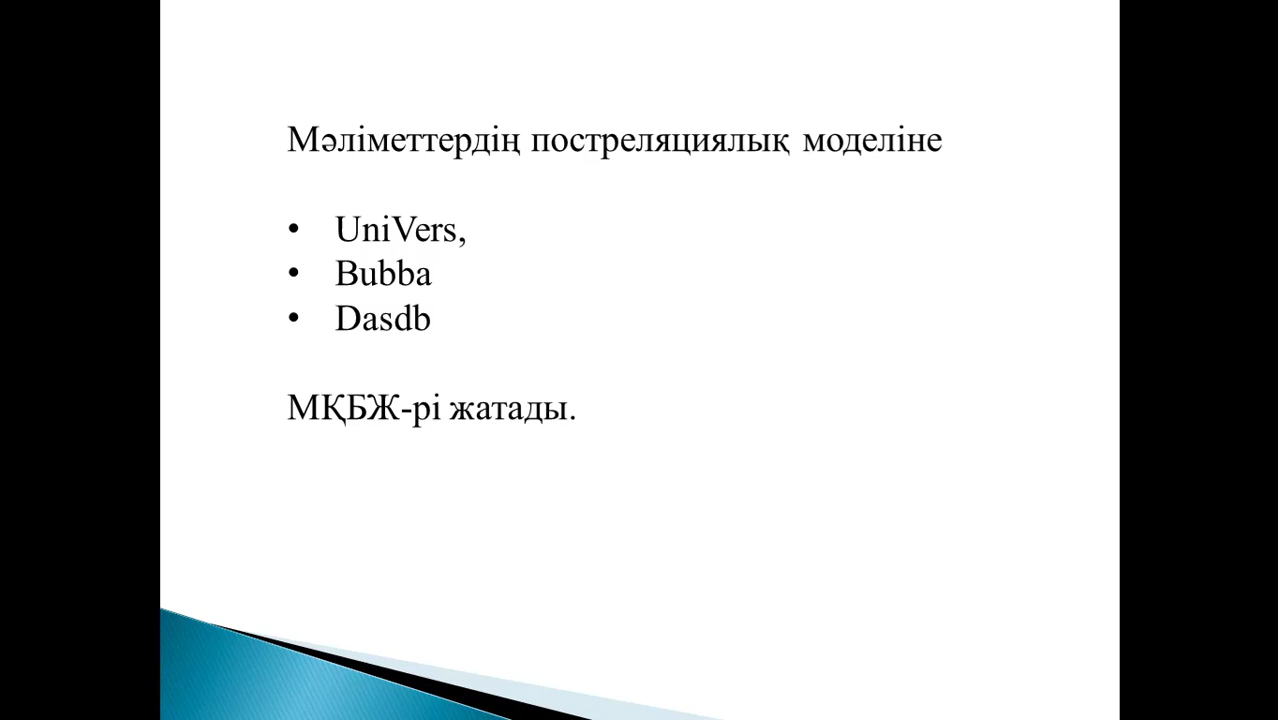 Мәліметтердің постреляциялық моделіне
• UniVers,
• Bubba
• Dasdb
МҚБЖ-рі жатады.